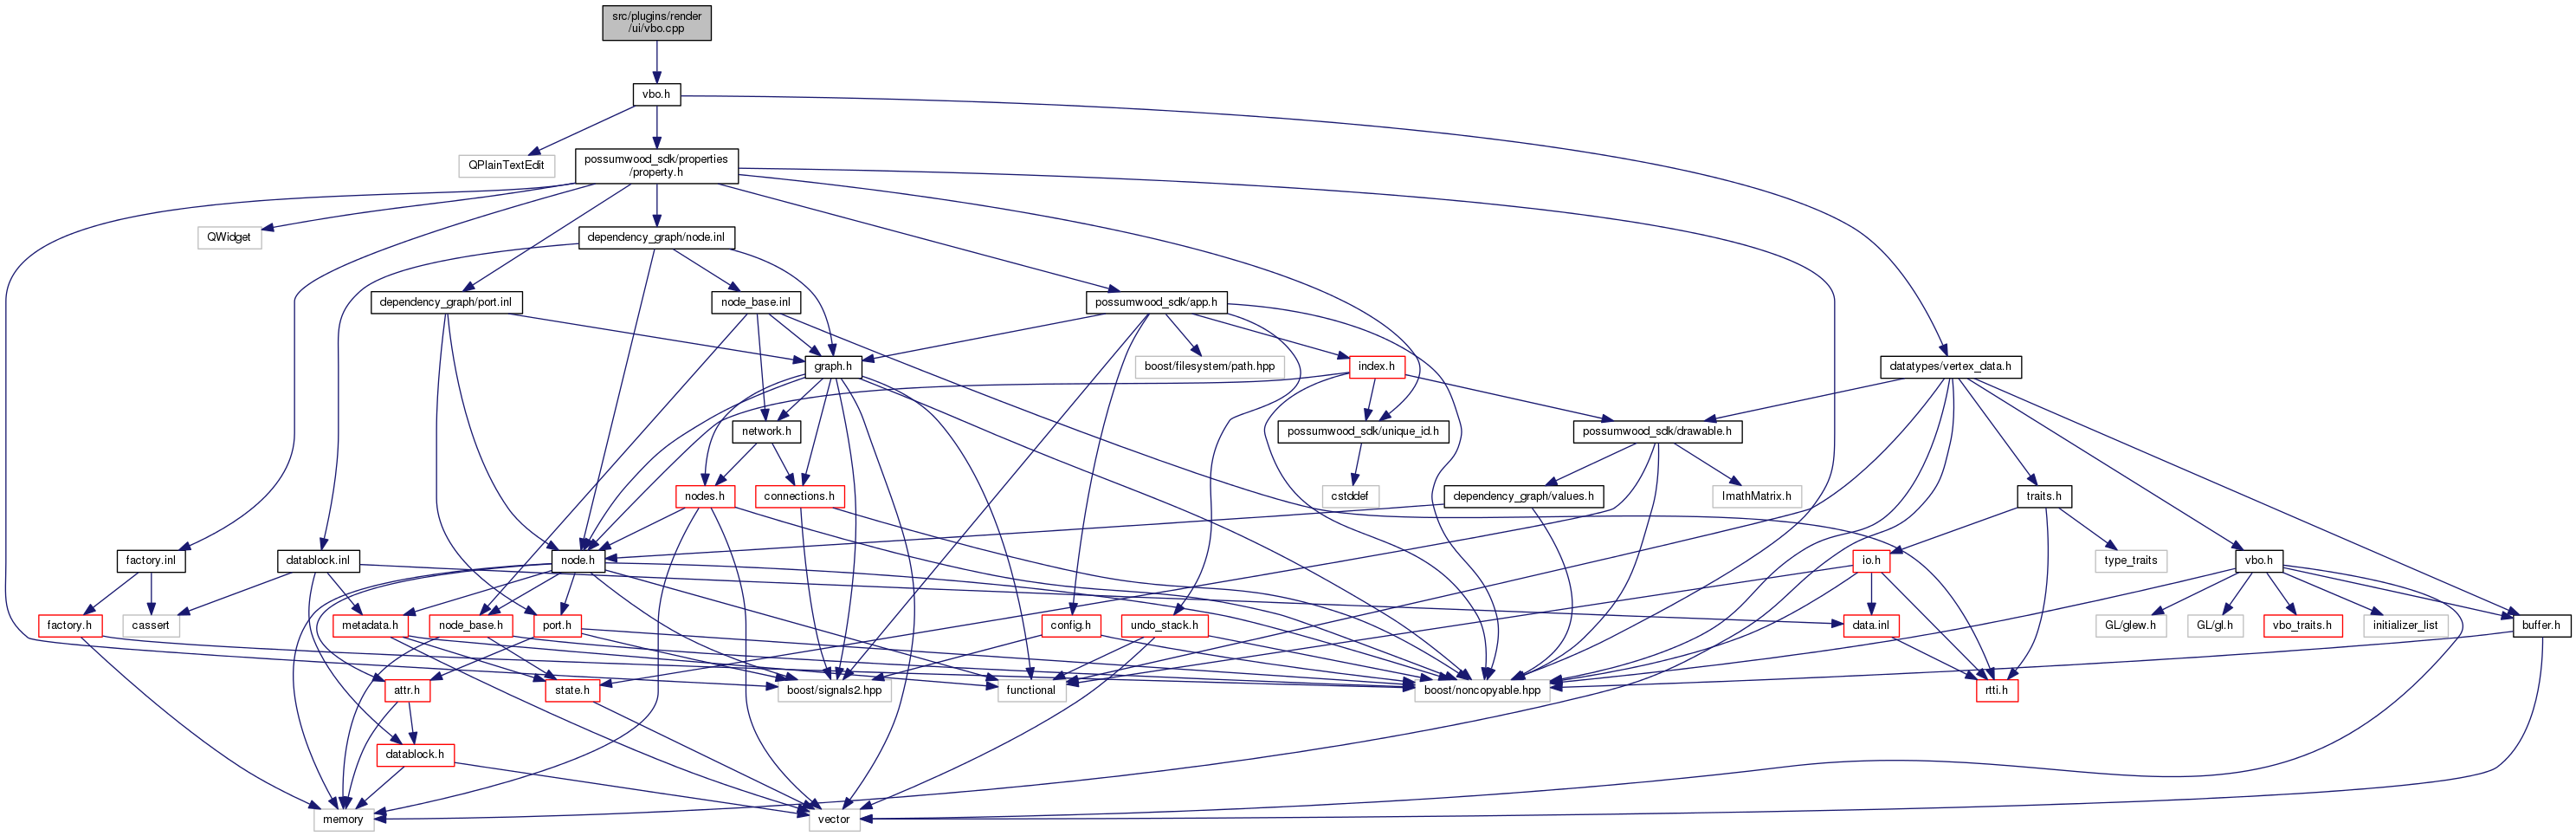 src/plugins/render
/ui/vbo.cpp
vbo.h
QPlainTextEdit
possumwood_sdk/properties
/property.h
QWidget
dependency_graph/node.inl
dependency_graph/port.inl
node_base.inl
possumwood_sdk/app.h
graph.h
boost/filesystem/path.hpp
index.h
datatypes/vertex_data.h
network.h
possumwood_sdk/unique_id.h
possumwood_sdk/drawable.h
nodes.h
connections.h
cstddef
dependency_graph/values.h
ImathMatrix.h
traits.h
factory.inl
datablock.inl
node.h
io.h
type_traits
vbo.h
factory.h
cassert
metadata.h
node_base.h
port.h
config.h
undo_stack.h
data.inl
GL/glew.h
GL/gl.h
vbo_traits.h
initializer_list
buffer.h
attr.h
state.h
boost/signals2.hpp
functional
boost/noncopyable.hpp
rtti.h
datablock.h
memory
vector